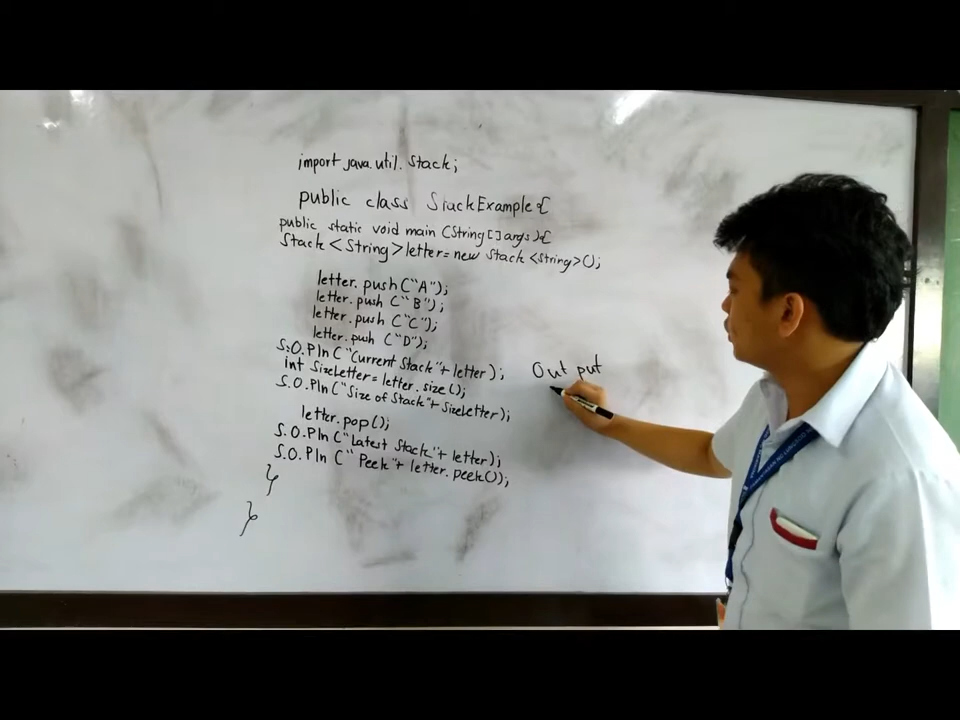 import java.util.Stack;
public class StackExample{
public static void main (String[] args){
Stack <String> letter = new Stack <String>();
letter.push("A");
letter.push ("B");
letter.push ("C");
letter.push ("D");
S.O.Pln ("Current Stack"+ letter);
int SizeLetter = letter.size();
S.O.Pln ("Size of Stack"+ SizeLetter);
letter.pop();
S.O.Pln ("Latest Stack"+ letter);
S.O.Pln ("Peek"+ letter.peek());
}
}
Out put